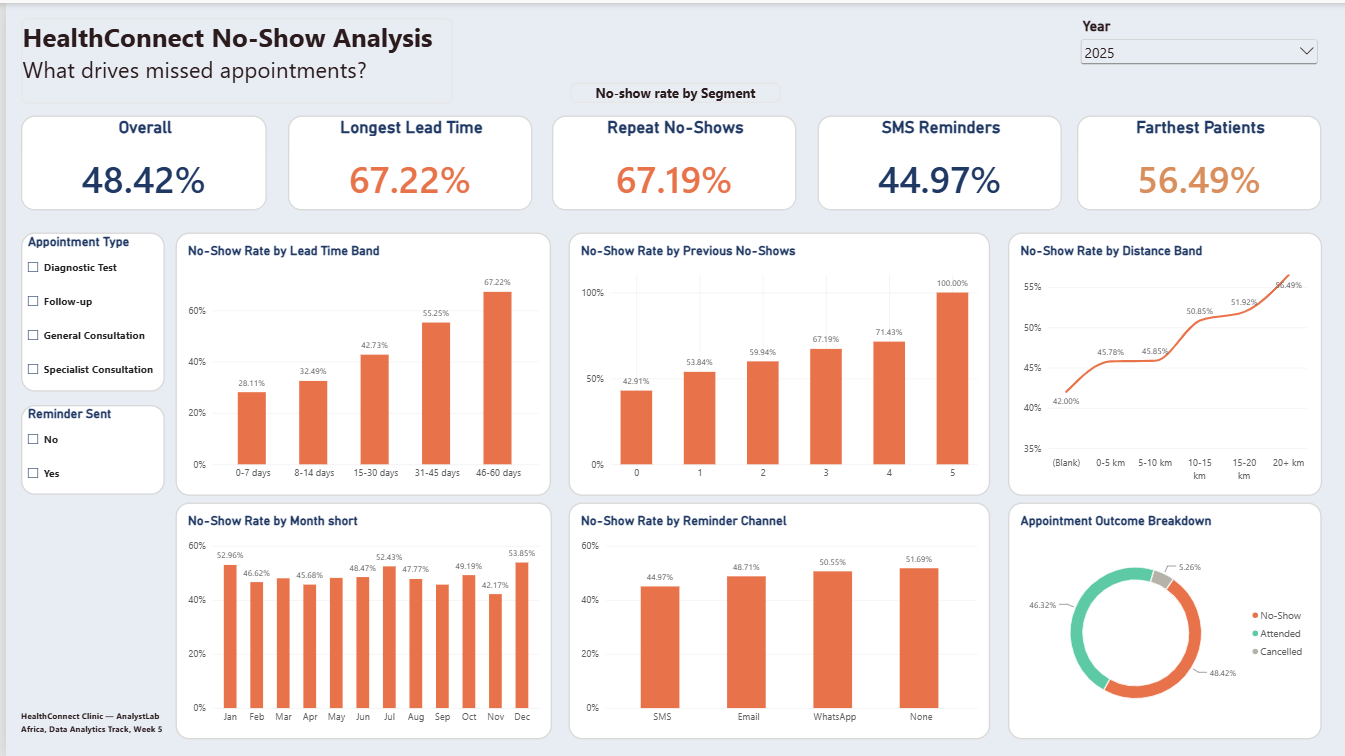 HealthConnect No-Show Analysis
What drives missed appointments?
Year
2025
No-show rate by Segment
Overall
48.42%
Longest Lead Time
67.22%
Repeat No-Shows
67.19%
SMS Reminders
44.97%
Farthest Patients
56.49%
Appointment Type
Diagnostic Test
Follow-up
General Consultation
Specialist Consultation
Reminder Sent
No
Yes
No-Show Rate by Lead Time Band
60%
40%
20%
0%
28.11%
32.49%
42.73%
55.25%
67.22%
0-7 days
8-14 days
15-30 days
31-45 days
46-60 days
No-Show Rate by Previous No-Shows
100%
50%
0%
42.91%
53.84%
59.94%
67.19%
71.43%
100.00%
0
1
2
3
4
5
No-Show Rate by Distance Band
55%
50%
45%
40%
35%
42.00%
45.78%
45.85%
50.85%
51.92%
56.49%
(Blank)
0-5 km
5-10 km
10-15
km
15-20
km
20+ km
No-Show Rate by Month short
60%
40%
20%
0%
52.96%
46.62%
45.68%
48.47%
52.43%
47.77%
49.19%
42.17%
53.85%
Jan
Feb
Mar
Apr
May
Jun
Jul
Aug
Sep
Oct
Nov
Dec
No-Show Rate by Reminder Channel
60%
40%
20%
0%
44.97%
48.71%
50.55%
51.69%
SMS
Email
WhatsApp
None
Appointment Outcome Breakdown
5.26%
46.32%
48.42%
No-Show
Attended
Cancelled
HealthConnect Clinic — AnalystLab
Africa, Data Analytics Track, Week 5